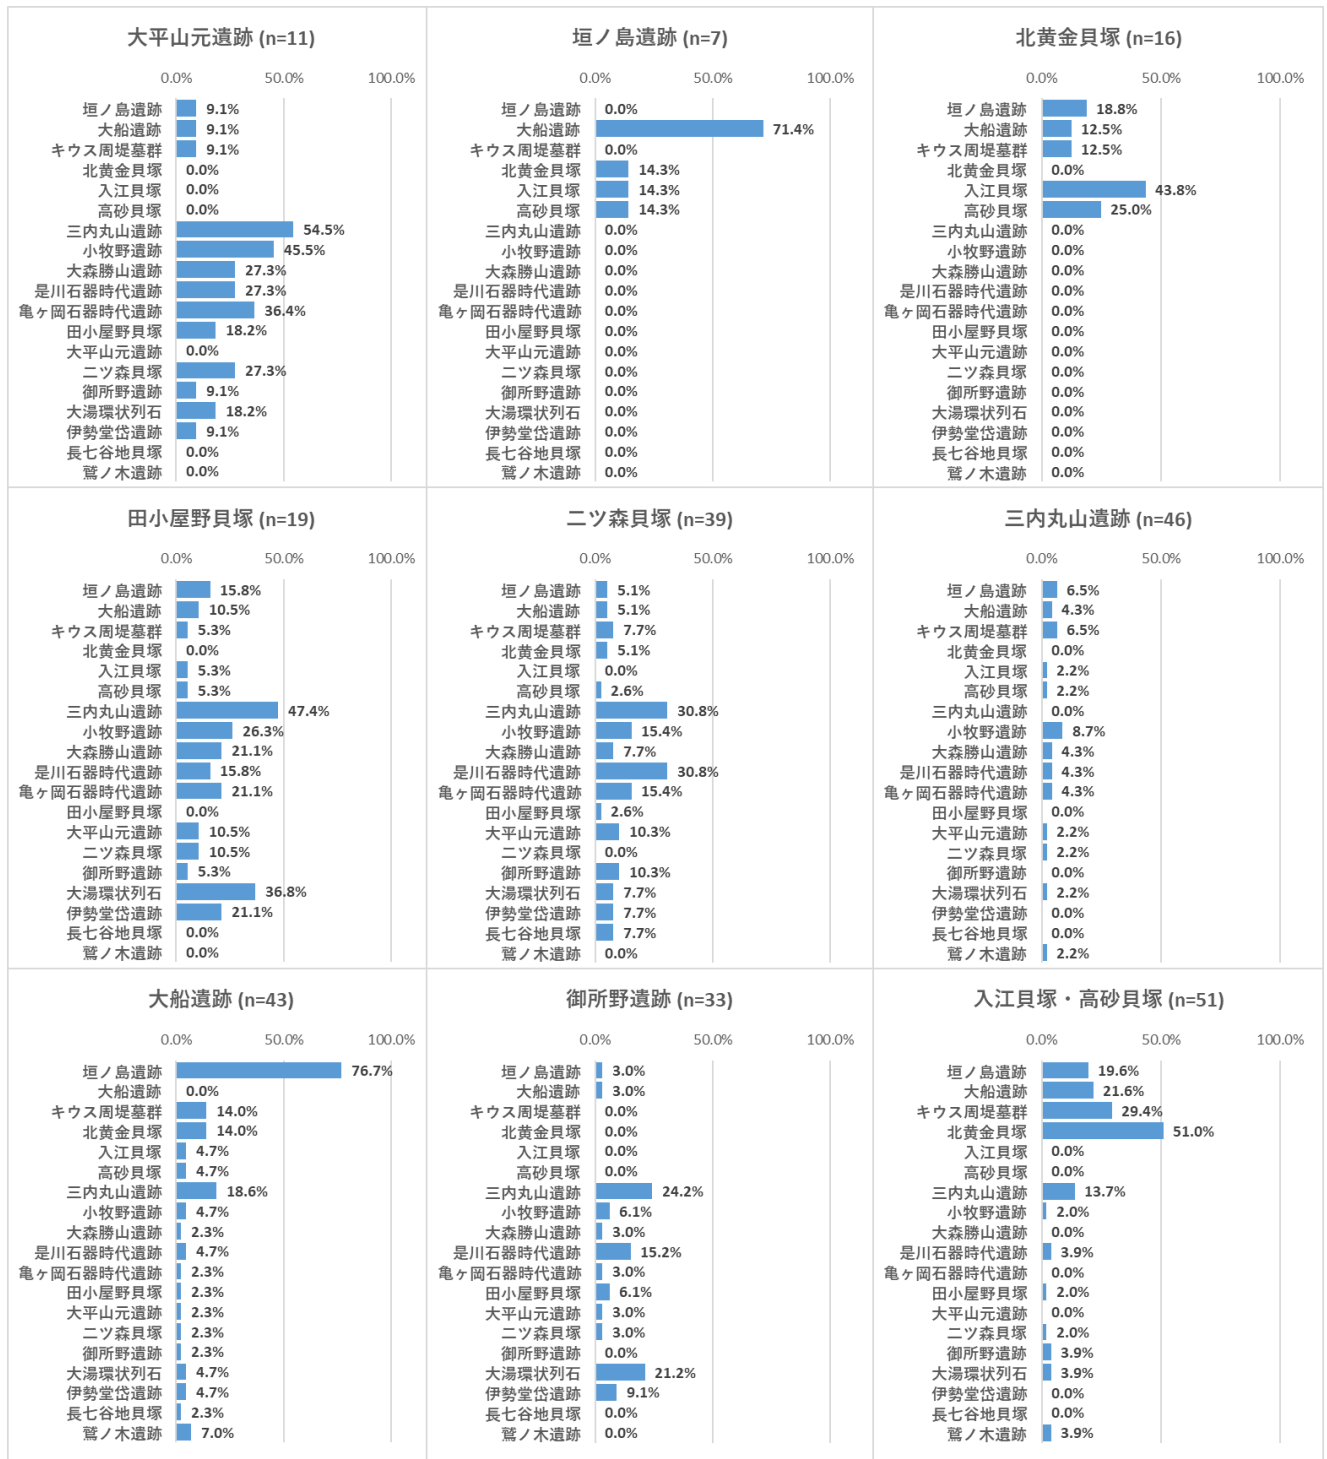 大平山元遺跡 (n=11)
0.0% 50.0% 100.0%
垣ノ島遺跡 9.1%
大船遺跡 9.1%
キウス周堤墓群 9.1%
北黄金貝塚 0.0%
入江貝塚 0.0%
高砂貝塚 0.0%
三内丸山遺跡 54.5%
小牧野遺跡 45.5%
大森勝山遺跡 27.3%
是川石器時代遺跡 27.3%
亀ヶ岡石器時代遺跡 36.4%
田小屋野貝塚 18.2%
大平山元遺跡 0.0%
二ツ森貝塚 27.3%
御所野遺跡 9.1%
大湯環状列石 18.2%
伊勢堂岱遺跡 9.1%
長七谷地貝塚 0.0%
鷲ノ木遺跡 0.0%
垣ノ島遺跡 (n=7)
0.0% 50.0% 100.0%
垣ノ島遺跡 0.0%
大船遺跡 71.4%
キウス周堤墓群 0.0%
北黄金貝塚 14.3%
入江貝塚 14.3%
高砂貝塚 14.3%
三内丸山遺跡 0.0%
小牧野遺跡 0.0%
大森勝山遺跡 0.0%
是川石器時代遺跡 0.0%
亀ヶ岡石器時代遺跡 0.0%
田小屋野貝塚 0.0%
大平山元遺跡 0.0%
二ツ森貝塚 0.0%
御所野遺跡 0.0%
大湯環状列石 0.0%
伊勢堂岱遺跡 0.0%
長七谷地貝塚 0.0%
鷲ノ木遺跡 0.0%
北黄金貝塚 (n=16)
0.0% 50.0% 100.0%
垣ノ島遺跡 18.8%
大船遺跡 12.5%
キウス周堤墓群 12.5%
北黄金貝塚 0.0%
入江貝塚 43.8%
高砂貝塚 25.0%
三内丸山遺跡 0.0%
小牧野遺跡 0.0%
大森勝山遺跡 0.0%
是川石器時代遺跡 0.0%
亀ヶ岡石器時代遺跡 0.0%
田小屋野貝塚 0.0%
大平山元遺跡 0.0%
二ツ森貝塚 0.0%
御所野遺跡 0.0%
大湯環状列石 0.0%
伊勢堂岱遺跡 0.0%
長七谷地貝塚 0.0%
鷲ノ木遺跡 0.0%
田小屋野貝塚 (n=19)
0.0% 50.0% 100.0%
垣ノ島遺跡 15.8%
大船遺跡 10.5%
キウス周堤墓群 5.3%
北黄金貝塚 0.0%
入江貝塚 5.3%
高砂貝塚 5.3%
三内丸山遺跡 47.4%
小牧野遺跡 26.3%
大森勝山遺跡 21.1%
是川石器時代遺跡 15.8%
亀ヶ岡石器時代遺跡 21.1%
田小屋野貝塚 0.0%
大平山元遺跡 10.5%
二ツ森貝塚 10.5%
御所野遺跡 5.3%
大湯環状列石 36.8%
伊勢堂岱遺跡 21.1%
長七谷地貝塚 0.0%
鷲ノ木遺跡 0.0%
二ツ森貝塚 (n=39)
0.0% 50.0% 100.0%
垣ノ島遺跡 5.1%
大船遺跡 5.1%
キウス周堤墓群 7.7%
北黄金貝塚 5.1%
入江貝塚 0.0%
高砂貝塚 2.6%
三内丸山遺跡 30.8%
小牧野遺跡 15.4%
大森勝山遺跡 7.7%
是川石器時代遺跡 30.8%
亀ヶ岡石器時代遺跡 15.4%
田小屋野貝塚 2.6%
大平山元遺跡 10.3%
二ツ森貝塚 0.0%
御所野遺跡 10.3%
大湯環状列石 7.7%
伊勢堂岱遺跡 7.7%
長七谷地貝塚 7.7%
鷲ノ木遺跡 0.0%
三内丸山遺跡 (n=46)
0.0% 50.0% 100.0%
垣ノ島遺跡 6.5%
大船遺跡 4.3%
キウス周堤墓群 6.5%
北黄金貝塚 0.0%
入江貝塚 2.2%
高砂貝塚 2.2%
三内丸山遺跡 0.0%
小牧野遺跡 8.7%
大森勝山遺跡 4.3%
是川石器時代遺跡 4.3%
亀ヶ岡石器時代遺跡 4.3%
田小屋野貝塚 0.0%
大平山元遺跡 2.2%
二ツ森貝塚 2.2%
御所野遺跡 0.0%
大湯環状列石 2.2%
伊勢堂岱遺跡 0.0%
長七谷地貝塚 0.0%
鷲ノ木遺跡 2.2%
大船遺跡 (n=43)
0.0% 50.0% 100.0%
垣ノ島遺跡 76.7%
大船遺跡 0.0%
キウス周堤墓群 14.0%
北黄金貝塚 14.0%
入江貝塚 4.7%
高砂貝塚 4.7%
三内丸山遺跡 18.6%
小牧野遺跡 4.7%
大森勝山遺跡 2.3%
是川石器時代遺跡 4.7%
亀ヶ岡石器時代遺跡 2.3%
田小屋野貝塚 2.3%
大平山元遺跡 2.3%
二ツ森貝塚 2.3%
御所野遺跡 2.3%
大湯環状列石 4.7%
伊勢堂岱遺跡 4.7%
長七谷地貝塚 2.3%
鷲ノ木遺跡 7.0%
御所野遺跡 (n=33)
0.0% 50.0% 100.0%
垣ノ島遺跡 3.0%
大船遺跡 3.0%
キウス周堤墓群 0.0%
北黄金貝塚 0.0%
入江貝塚 0.0%
高砂貝塚 0.0%
三内丸山遺跡 24.2%
小牧野遺跡 6.1%
大森勝山遺跡 3.0%
是川石器時代遺跡 15.2%
亀ヶ岡石器時代遺跡 3.0%
田小屋野貝塚 6.1%
大平山元遺跡 3.0%
二ツ森貝塚 3.0%
御所野遺跡 0.0%
大湯環状列石 21.2%
伊勢堂岱遺跡 9.1%
長七谷地貝塚 0.0%
鷲ノ木遺跡 0.0%
入江貝塚・高砂貝塚 (n=51)
0.0% 50.0% 100.0%
垣ノ島遺跡 19.6%
大船遺跡 21.6%
キウス周堤墓群 29.4%
北黄金貝塚 51.0%
入江貝塚 0.0%
高砂貝塚 0.0%
三内丸山遺跡 13.7%
小牧野遺跡 2.0%
大森勝山遺跡 0.0%
是川石器時代遺跡 3.9%
亀ヶ岡石器時代遺跡 0.0%
田小屋野貝塚 2.0%
大平山元遺跡 0.0%
二ツ森貝塚 2.0%
御所野遺跡 3.9%
大湯環状列石 3.9%
伊勢堂岱遺跡 0.0%
長七谷地貝塚 0.0%
鷲ノ木遺跡 3.9%